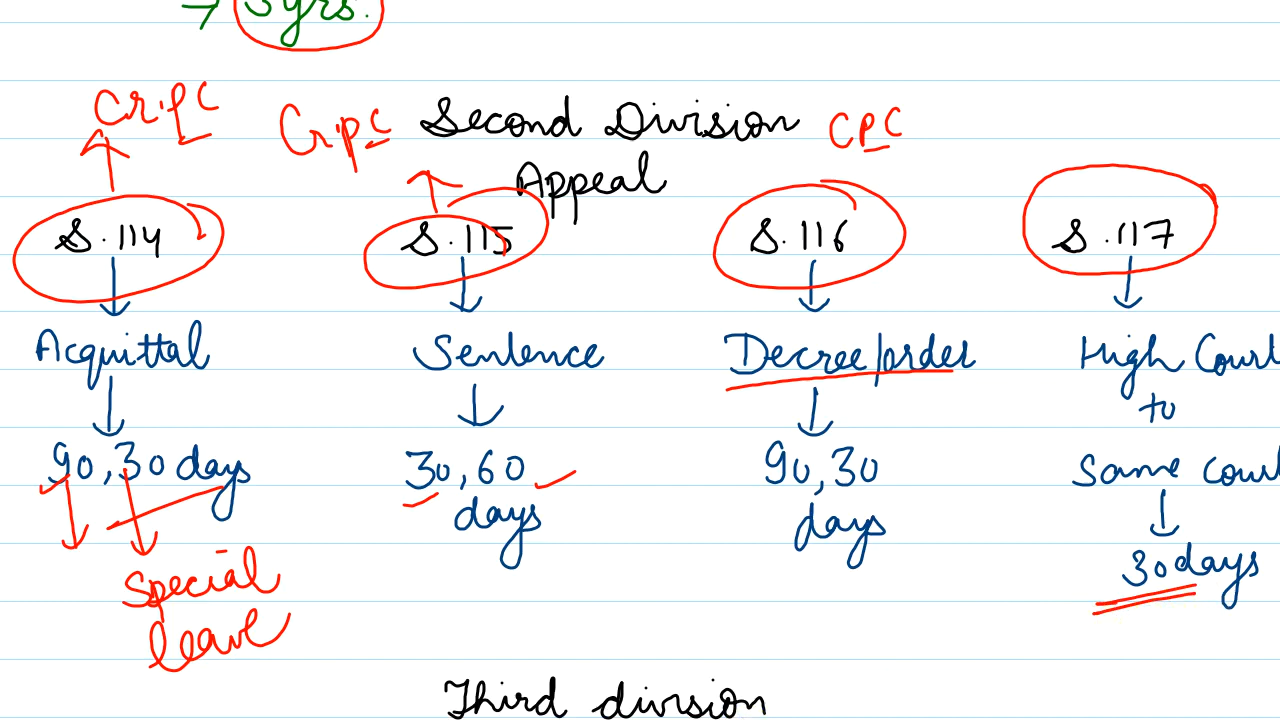 → 3yrs.
Cr.p.C Cr.p.C Second Division CPC
Appeal
S.114 S.115 S.116 S.117
Acquittal Sentence Decree/order High Court
to
90,30 days 30,60 90,30 Same Court
days days
30 days
Special
leave
Third division